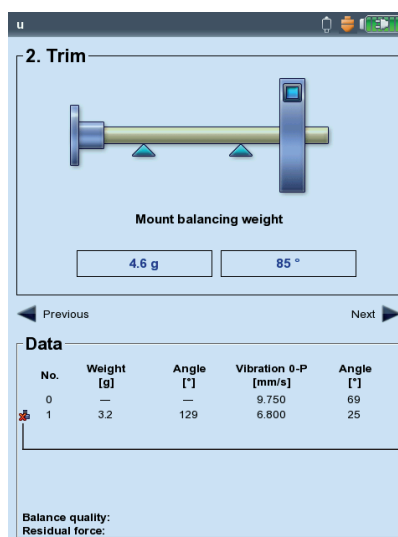 u
2. Trim
Mount balancing weight
4.6 g 85 °
Previous Next
Data
No. Weight [g] Angle [°] Vibration 0-P [mm/s] Angle [°]
0 — — 9.750 69
1 3.2 129 6.800 25
Balance quality:
Residual force: